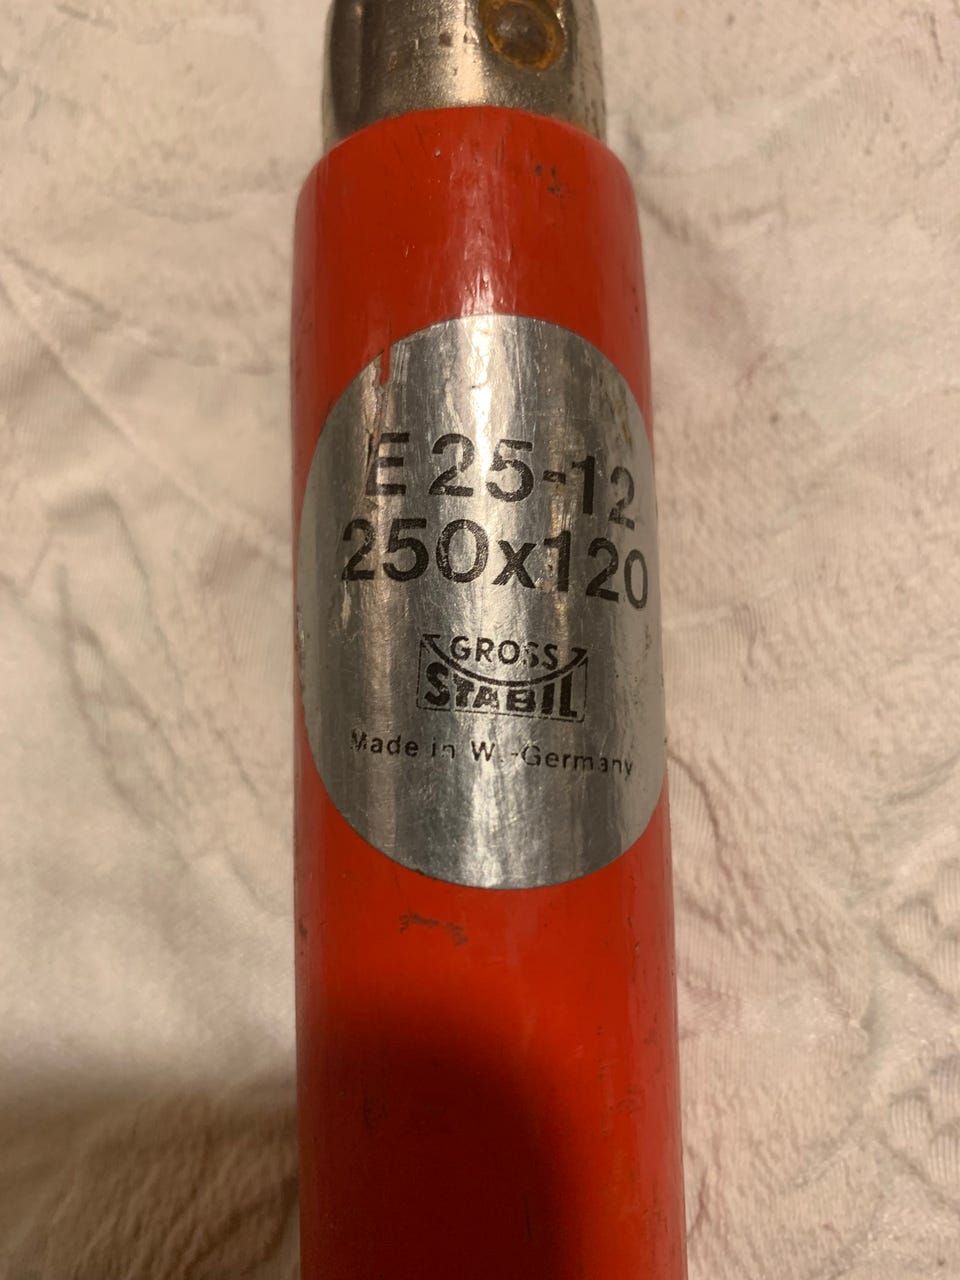 E 25-12
250x120
GROSS
STABIL
Made in W.-Germany